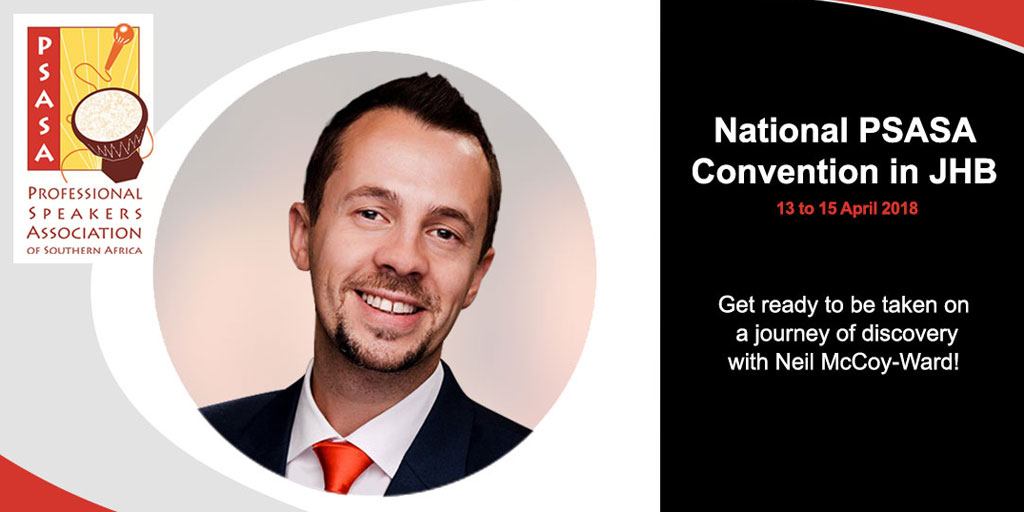 PSASA
PROFESSIONAL
SPEAKERS
ASSOCIATION
OF SOUTHERN AFRICA
National PSASA
Convention in JHB
13 to 15 April 2018
Get ready to be taken on
a journey of discovery
with Neil McCoy-Ward!